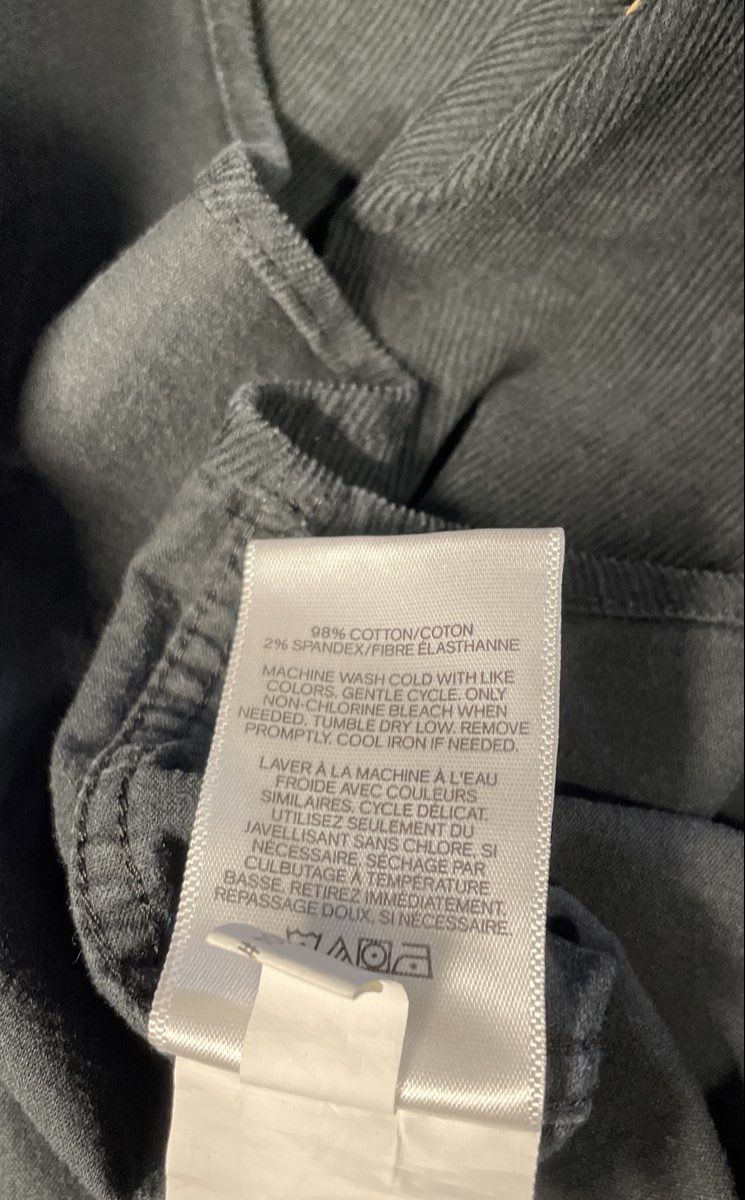 98% COTTON/COTON
2% SPANDEX/FIBRE ÉLASTHANNE
MACHINE WASH COLD WITH LIKE
COLORS. GENTLE CYCLE. ONLY
NON-CHLORINE BLEACH WHEN
NEEDED. TUMBLE DRY LOW. REMOVE
PROMPTLY. COOL IRON IF NEEDED.
LAVER À LA MACHINE À L'EAU
FROIDE AVEC COULEURS
SIMILAIRES. CYCLE DÉLICAT.
UTILISEZ SEULEMENT DU
JAVELLISANT SANS CHLORE, SI
NÉCESSAIRE. SÉCHAGE PAR
CULBUTAGE À TEMPÉRATURE
BASSE. RETIREZ IMMÉDIATEMENT.
REPASSAGE DOUX, SI NÉCESSAIRE.